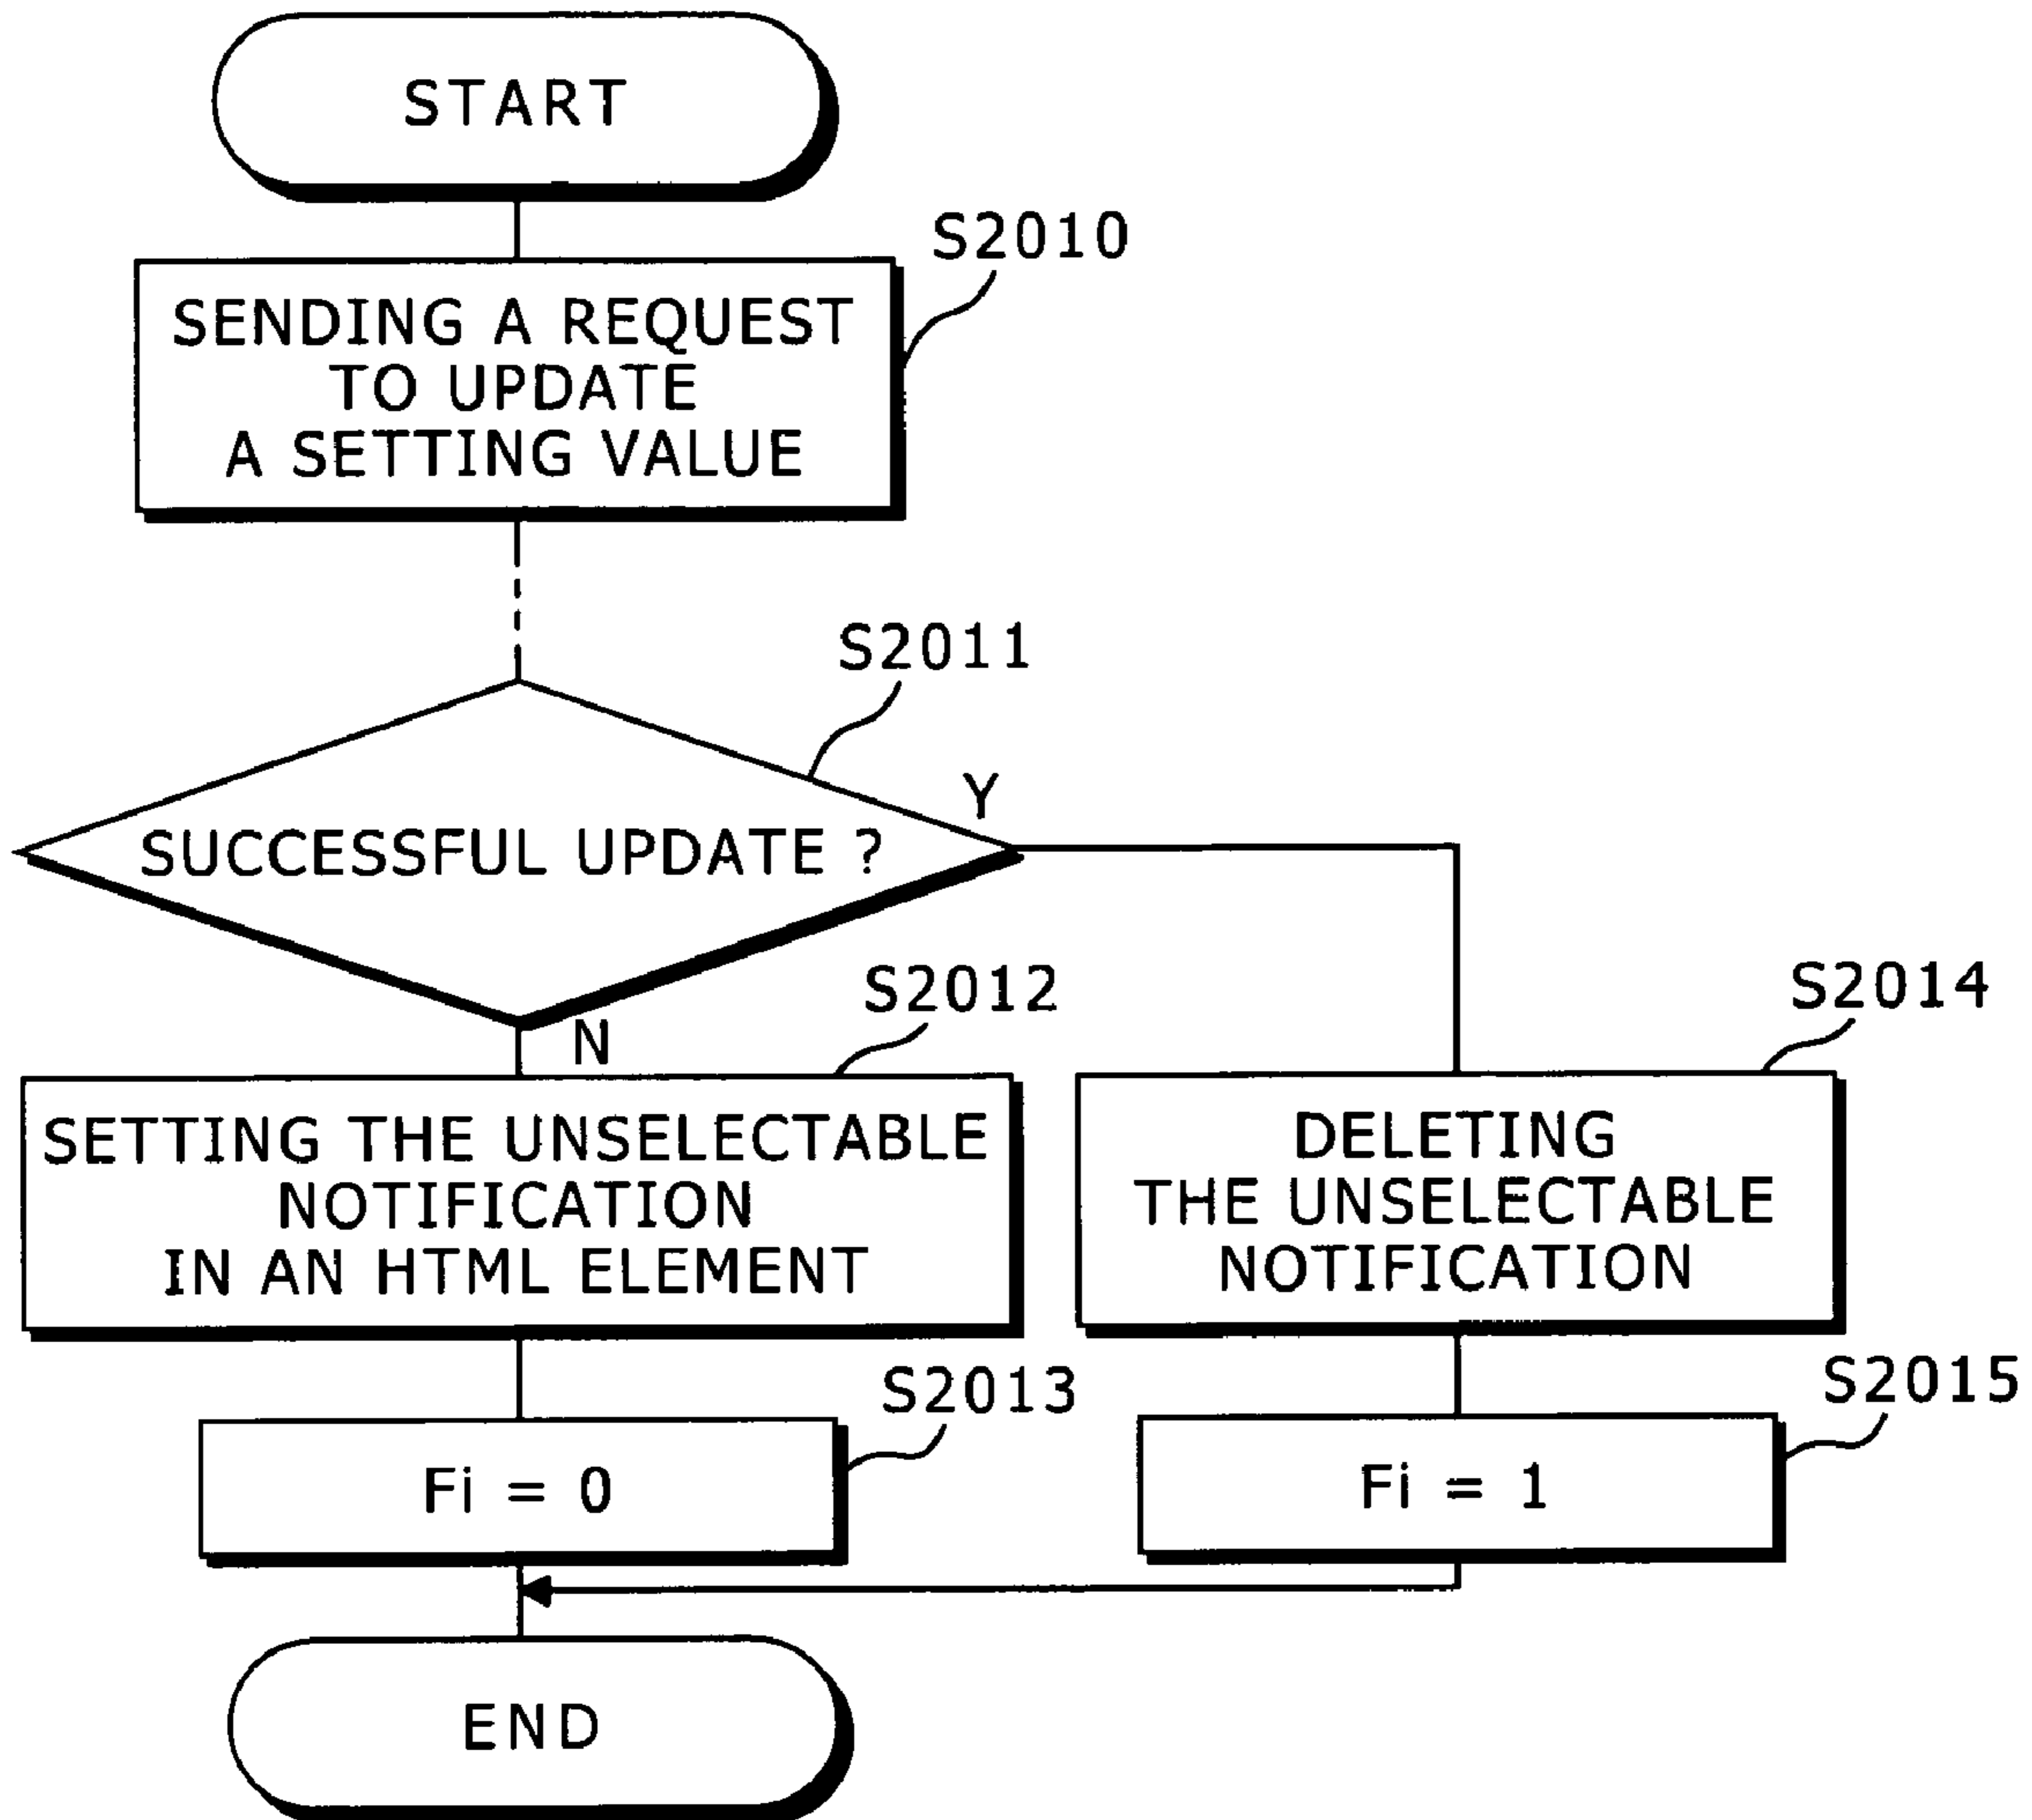 START
S2010
SENDING A REQUEST
TO UPDATE
A SETTING VALUE
S2011
Y
SUCCESSFUL UPDATE ?
N
S2012
SETTING THE UNSELECTABLE
NOTIFICATION
IN AN HTML ELEMENT
S2014
DELETING
THE UNSELECTABLE
NOTIFICATION
S2013
Fi = 0
S2015
Fi = 1
END